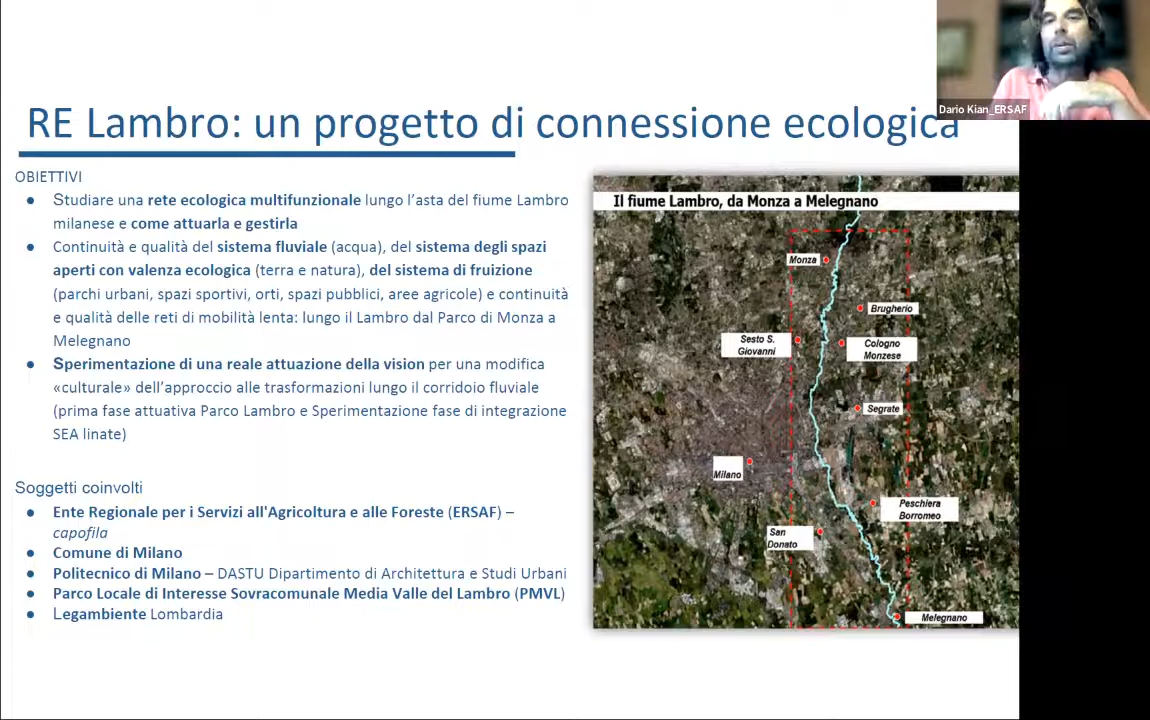 Dario Kian_ERSAF
RE Lambro: un progetto di connessione ecologica
OBIETTIVI
● Studiare una rete ecologica multifunzionale lungo l’asta del fiume Lambro
milanese e come attuarla e gestirla
● Continuità e qualità del sistema fluviale (acqua), del sistema degli spazi
aperti con valenza ecologica (terra e natura), del sistema di fruizione
(parchi urbani, spazi sportivi, orti, spazi pubblici, aree agricole) e continuità
e qualità delle reti di mobilità lenta: lungo il Lambro dal Parco di Monza a
Melegnano
● Sperimentazione di una reale attuazione della vision per una modifica
«culturale» dell’approccio alle trasformazioni lungo il corridoio fluviale
(prima fase attuativa Parco Lambro e Sperimentazione fase di integrazione
SEA linate)
Soggetti coinvolti
● Ente Regionale per i Servizi all'Agricoltura e alle Foreste (ERSAF) –
capofila
● Comune di Milano
● Politecnico di Milano – DASTU Dipartimento di Architettura e Studi Urbani
● Parco Locale di Interesse Sovracomunale Media Valle del Lambro (PMVL)
● Legambiente Lombardia
Il fiume Lambro, da Monza a Melegnano
Monza
Brugherio
Sesto S.
Giovanni
Cologno
Monzese
Segrate
Milano
Peschiera
Borromeo
San
Donato
Melegnano